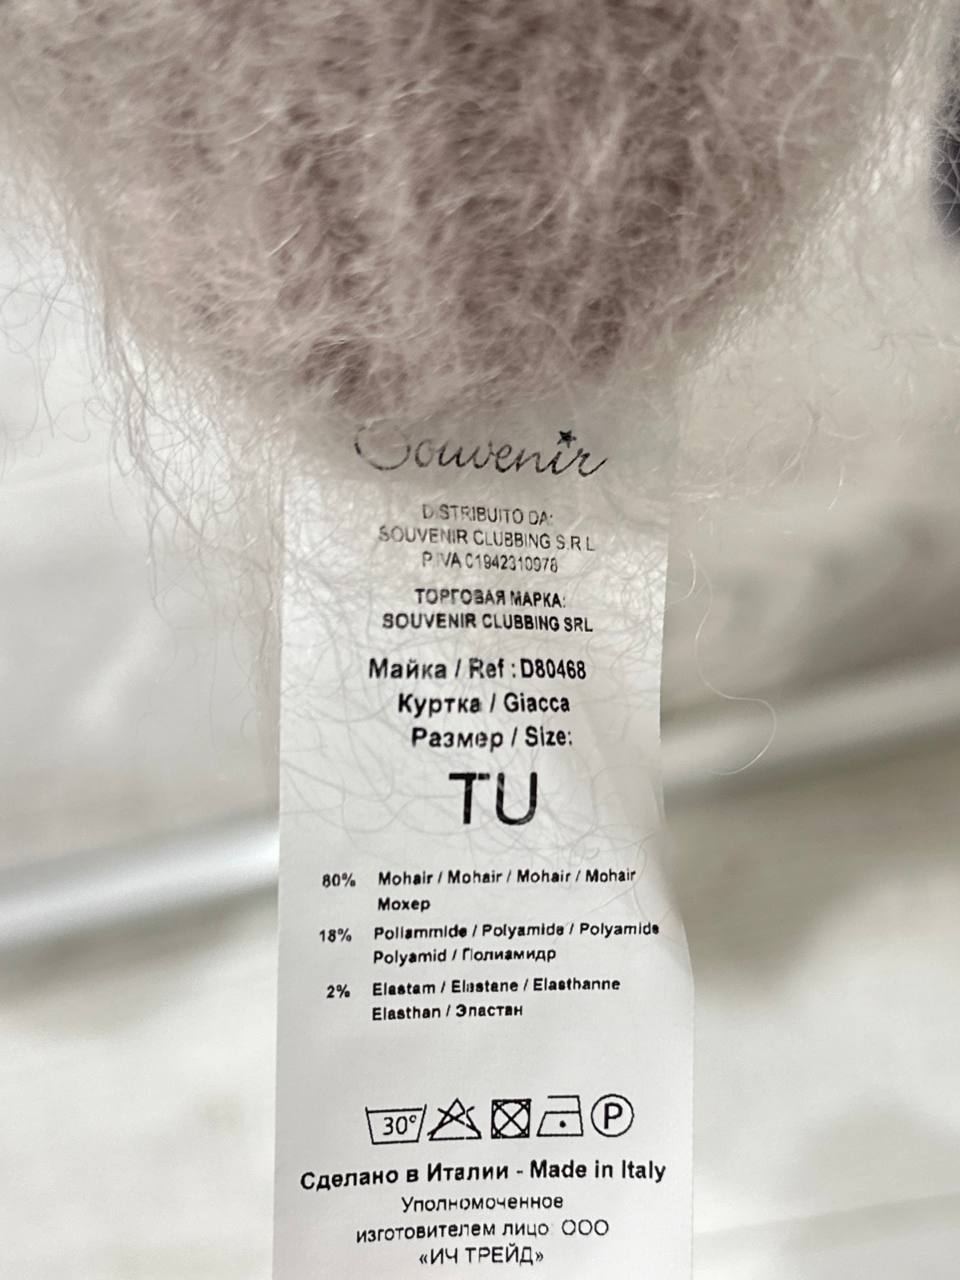 Souvenir
DISTRIBUITO DA:
SOUVENIR CLUBBING S.R.L
P.IVA 01942310978
ТОРГОВАЯ МАРКА:
SOUVENIR CLUBBING SRL
Майка / Ref : D80468
Куртка / Giacca
Размер / Size:
TU
80% Mohair / Mohair / Mohair / Mohair
Мохер
18% Poliammide / Polyamide / Polyamide
Polyamid / Полиамидр
2% Elastam / Elastane / Elasthanne
Elasthan / Эластан
30°
P
Сделано в Италии - Made in Italy
Уполномоченное
изготовителем лицо: ООО
«ИЧ ТРЕЙД»